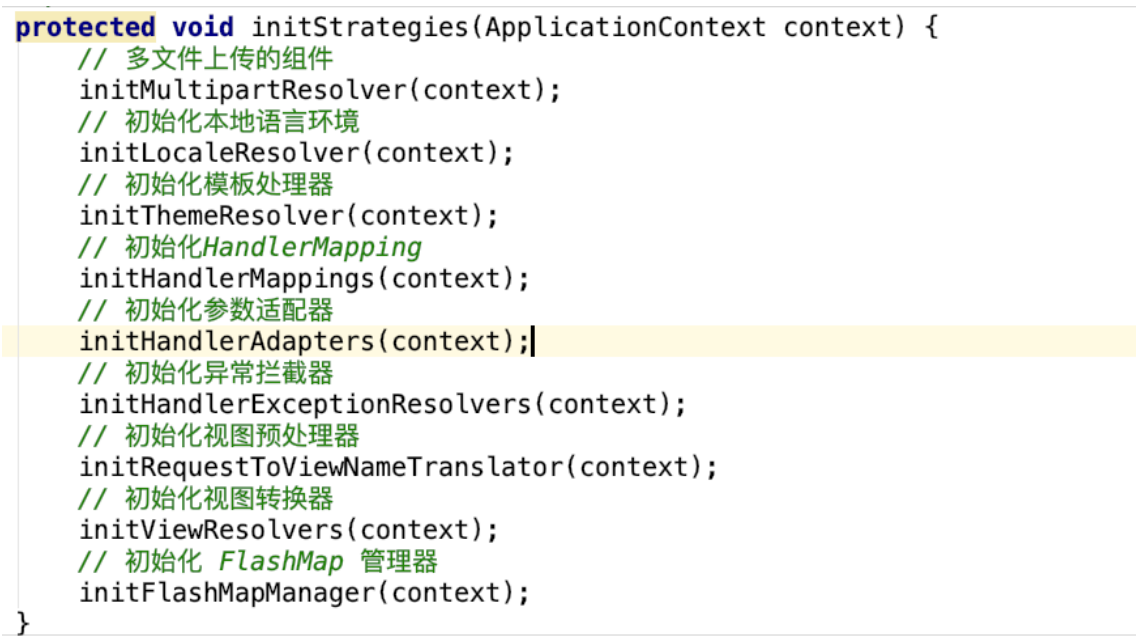 protected void initStrategies(ApplicationContext context) {
    // 多文件上传的组件
    initMultipartResolver(context);
    // 初始化本地语言环境
    initLocaleResolver(context);
    // 初始化模板处理器
    initThemeResolver(context);
    // 初始化HandlerMapping
    initHandlerMappings(context);
    // 初始化参数适配器
    initHandlerAdapters(context);
    // 初始化异常拦截器
    initHandlerExceptionResolvers(context);
    // 初始化视图预处理器
    initRequestToViewNameTranslator(context);
    // 初始化视图转换器
    initViewResolvers(context);
    // 初始化 FlashMap 管理器
    initFlashMapManager(context);
}